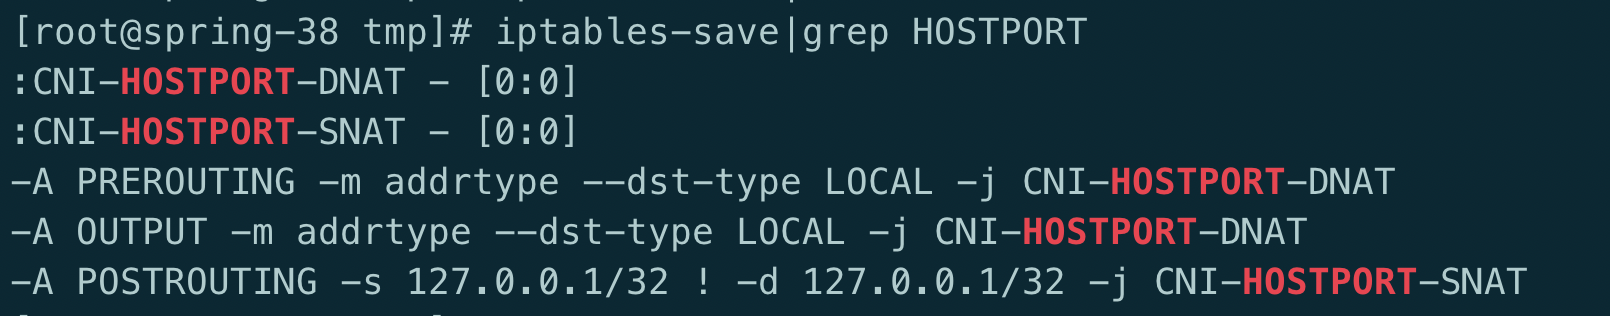 [root@spring-38 tmp]# iptables-save|grep HOSTPORT
:CNI-HOSTPORT-DNAT - [0:0]
:CNI-HOSTPORT-SNAT - [0:0]
-A PREROUTING -m addrtype --dst-type LOCAL -j CNI-HOSTPORT-DNAT
-A OUTPUT -m addrtype --dst-type LOCAL -j CNI-HOSTPORT-DNAT
-A POSTROUTING -s 127.0.0.1/32 ! -d 127.0.0.1/32 -j CNI-HOSTPORT-SNAT